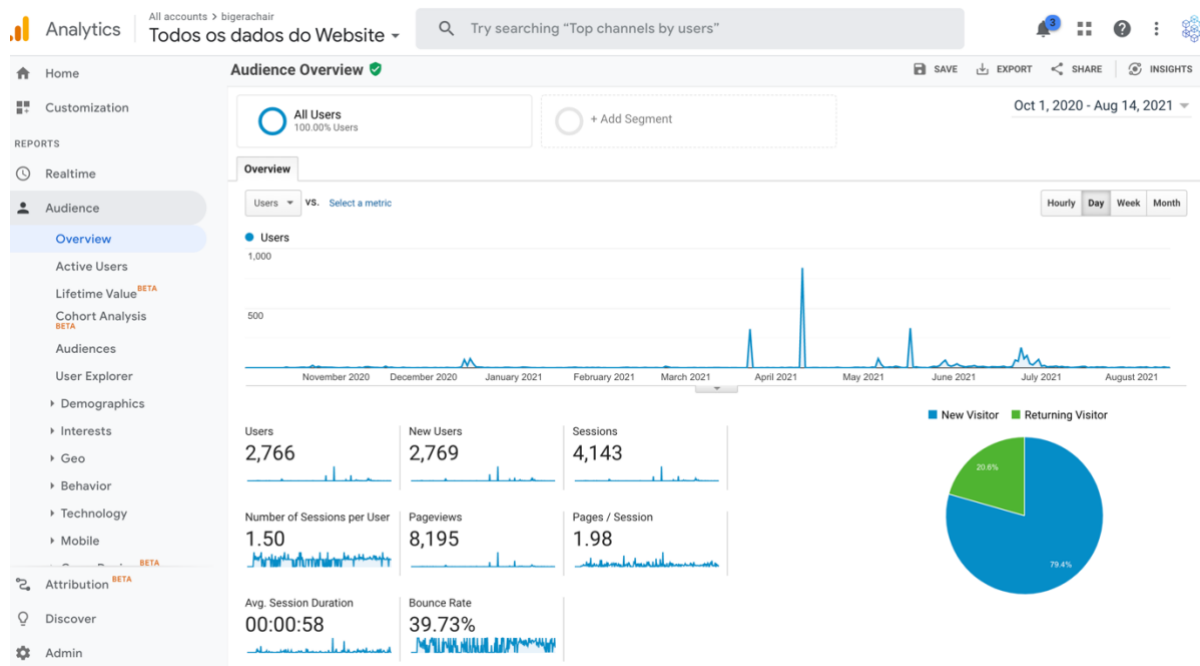 All accounts > bigerachair
Analytics
Todos os dados do Website
Try searching “Top channels by users”
3
Home
Customization
REPORTS
Realtime
Audience
Overview
Active Users
Lifetime Value BETA
Cohort Analysis
BETA
Audiences
User Explorer
Demographics
Interests
Geo
Behavior
Technology
Mobile
BETA
Attribution BETA
Discover
Admin
Audience Overview
SAVE
EXPORT
SHARE
INSIGHTS
All Users
100.00% Users
+ Add Segment
Oct 1, 2020 - Aug 14, 2021
Overview
Users VS. Select a metric
Hourly Day Week Month
Users
1,000
500
November 2020 December 2020 January 2021 February 2021 March 2021 April 2021 May 2021 June 2021 July 2021 August 2021
New Visitor Returning Visitor
20.6%
79.4%
Users
2,766
New Users
2,769
Sessions
4,143
Number of Sessions per User
1.50
Pageviews
8,195
Pages / Session
1.98
Avg. Session Duration
00:00:58
Bounce Rate
39.73%